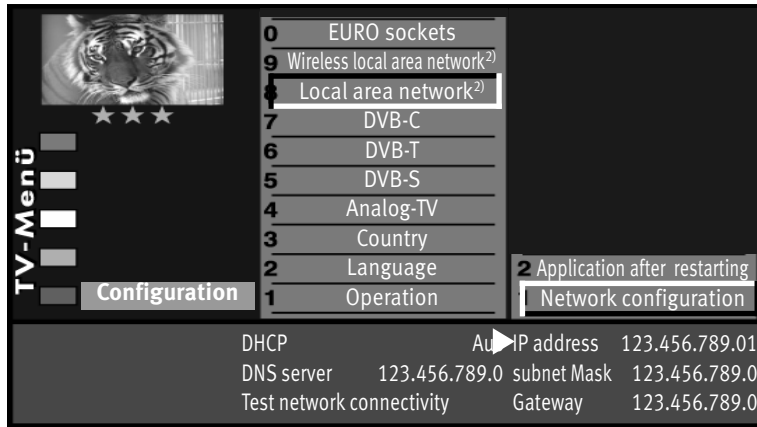 0 EURO sockets
9 Wireless local area network2)
8 Local area network2)
7 DVB-C
6 DVB-T
5 DVB-S
4 Analog-TV
3 Country
2 Language
1 Operation
2 Application after restarting
1 Network configuration
TV-Menü
Configuration
DHCP Au IP address 123.456.789.01
DNS server 123.456.789.0 subnet Mask 123.456.789.0
Test network connectivity Gateway 123.456.789.0